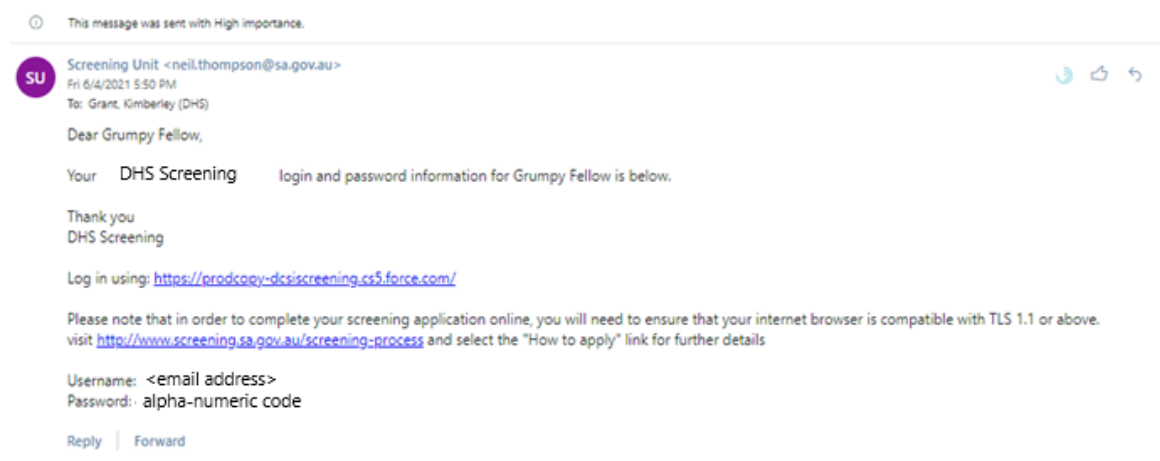 This message was sent with High importance.
SU
Screening Unit <neil.thompson@sa.gov.au>
Fri 6/4/2021 5:50 PM
To: Grant, Kimberley (DHS)
Dear Grumpy Fellow,
Your DHS Screening login and password information for Grumpy Fellow is below.
Thank you
DHS Screening
Log in using: https://prodcopy-dcsiscreening.cs5.force.com/
Please note that in order to complete your screening application online, you will need to ensure that your internet browser is compatible with TLS 1.1 or above.
visit http://www.screening.sa.gov.au/screening-process and select the "How to apply" link for further details
Username: <email address>
Password: alpha-numeric code
Reply | Forward